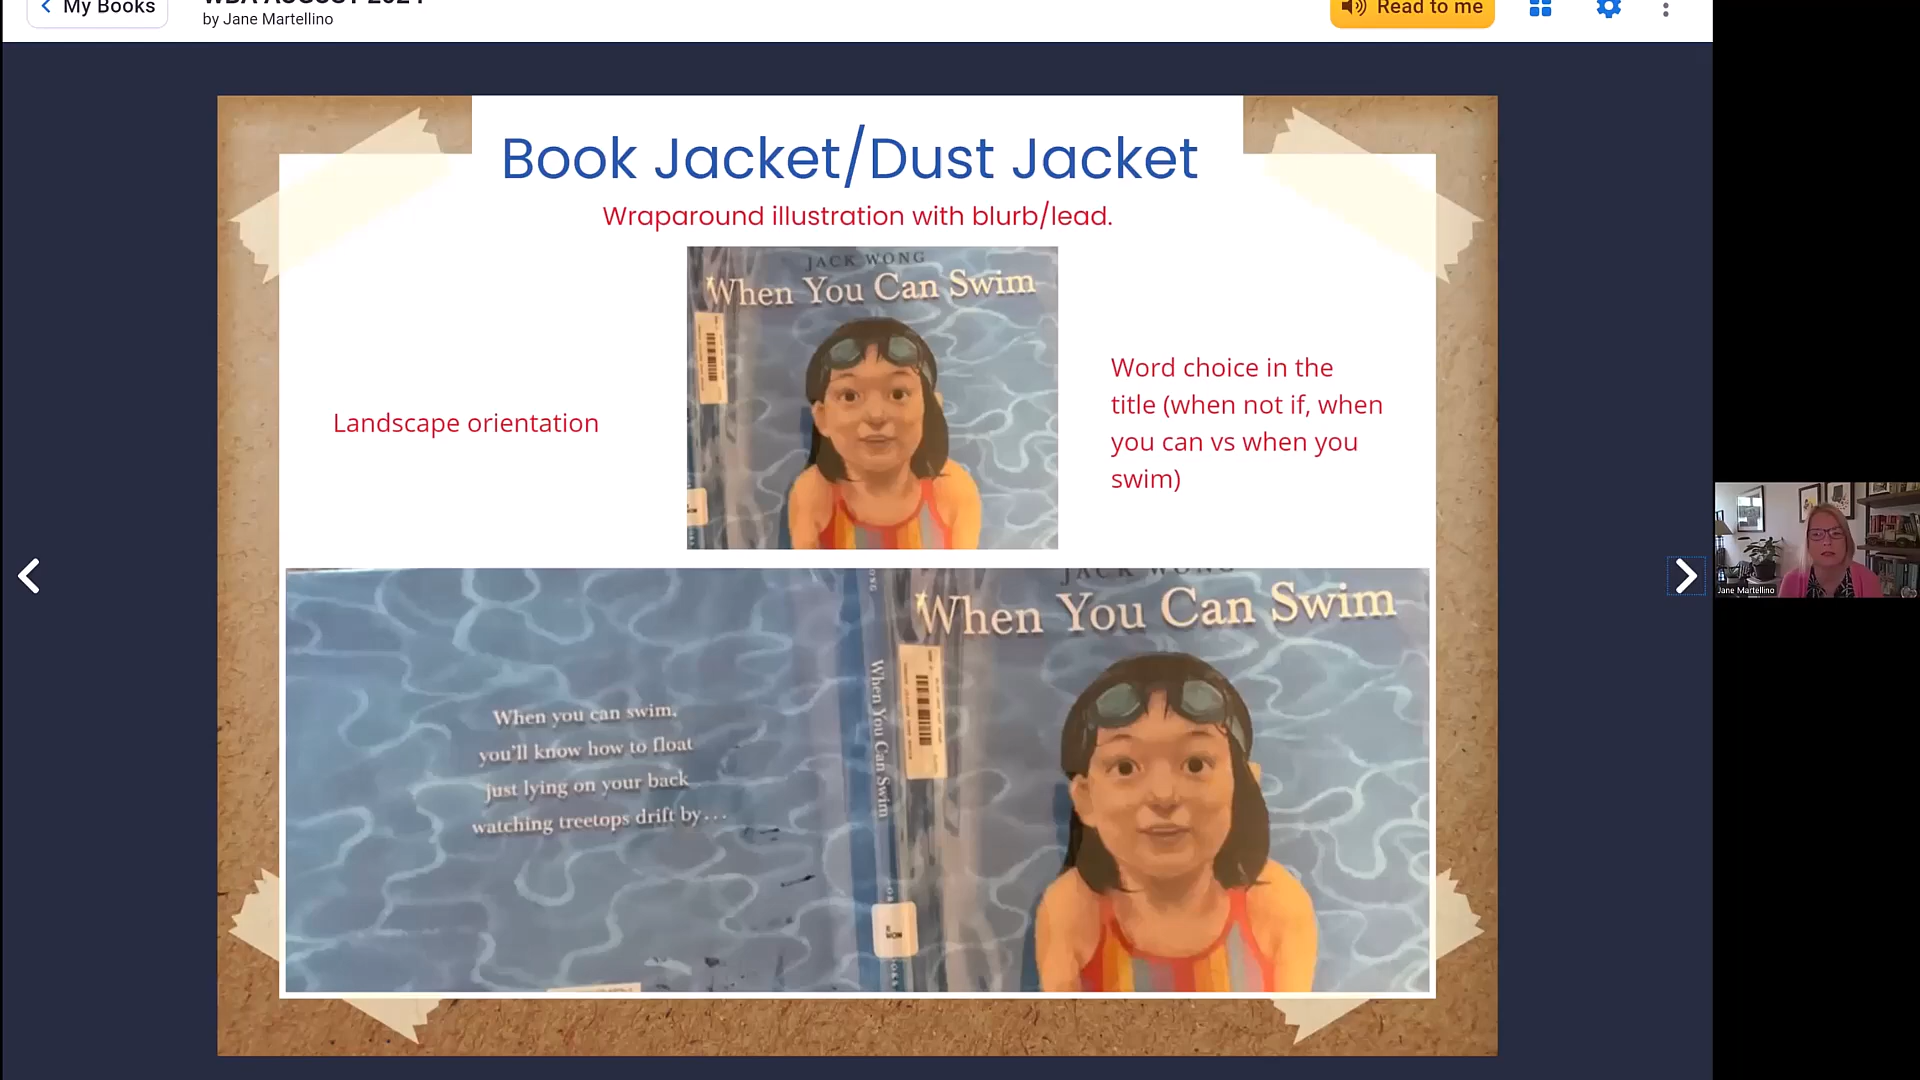 My Books
by Jane Martellino
Read to me
Book Jacket/Dust Jacket
Wraparound illustration with blurb/lead.
JACK WONG
When You Can Swim
Landscape orientation
Word choice in the
title (when not if, when
you can vs when you
swim)
JACK WONG
When You Can Swim
When You Can Swim
When you can swim,
you'll know how to float
just lying on your back
watching treetops drift by...
E
WON
Jane Martellino